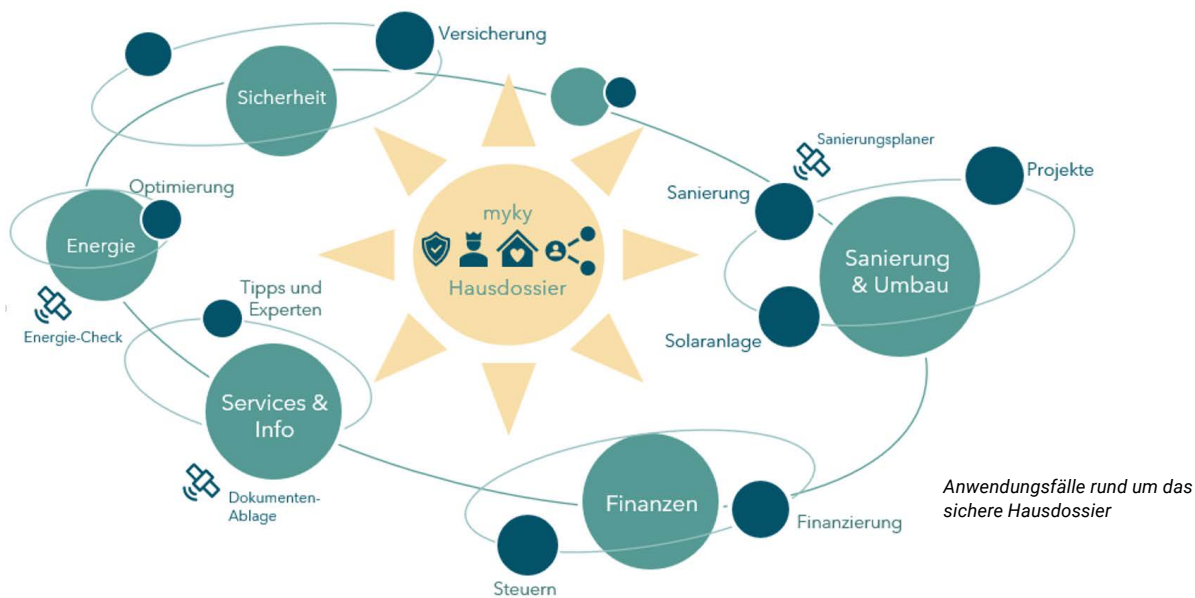 Versicherung
Sicherheit
Sanierungsplaner
Projekte
Sanierung
Optimierung
myky
Energie
Sanierung
& Umbau
Hausdossier
Tipps und
Experten
Energie-Check
Solaranlage
Services &
Info
Dokumenten-
Ablage
Finanzen
Finanzierung
Steuern
Anwendungsfälle rund um das
sichere Hausdossier